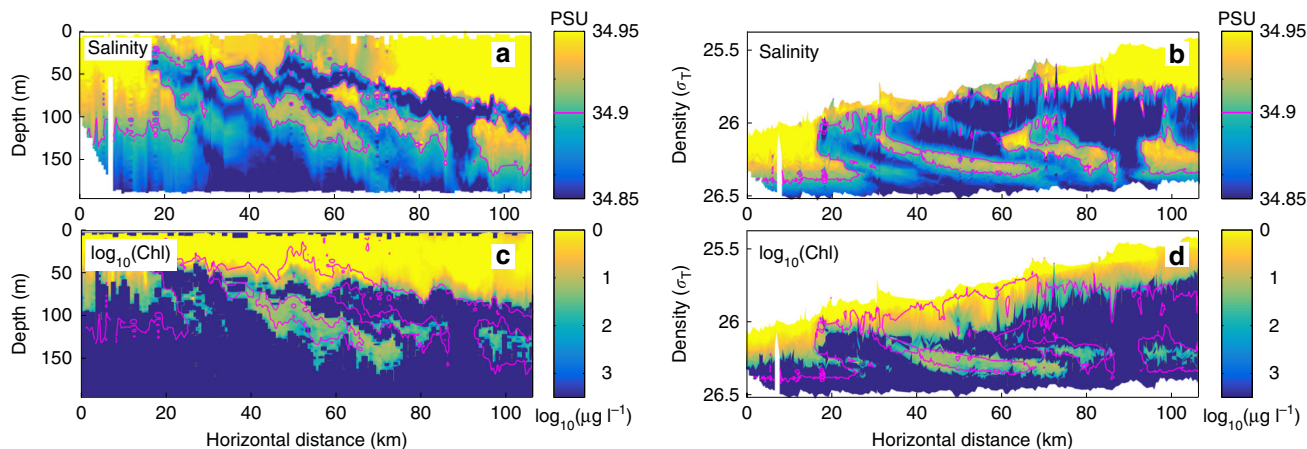 PSU
0
50
100
150
Depth (m)
Salinity
a
34.95
34.90
34.85
0
20
40
60
80
100
PSU
25.5
26
26.5
Density (σT)
Salinity
b
34.95
34.90
34.85
0
20
40
60
80
100
0
50
100
150
Depth (m)
log10(Chl)
c
0
1
2
3
log10(μg l−1)
0
20
40
60
80
100
Horizontal distance (km)
25.5
26
26.5
Density (σT)
log10(Chl)
d
0
1
2
3
log10(μg l−1)
0
20
40
60
80
100
Horizontal distance (km)